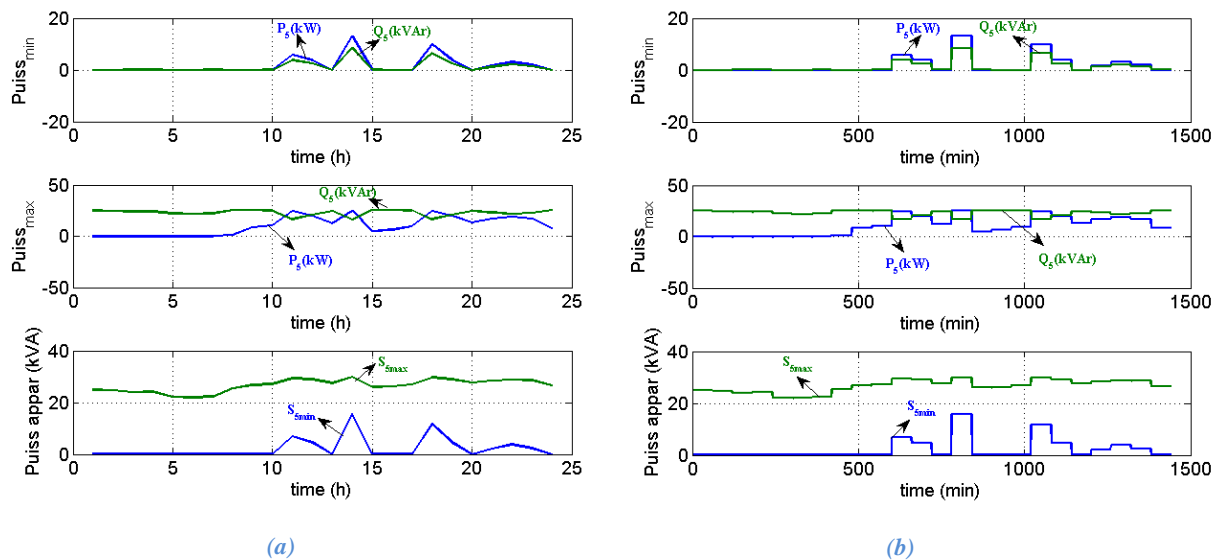 Puiss_min
20
0
-20
P₅(kW)
Q₅(kVAr)
0 5 10 15 20 25
time (h)
Puiss_max
50
0
-50
Q₅(kVAr)
P₅(kW)
0 5 10 15 20 25
time (h)
Puiss appar (kVA)
40
20
0
S₅max
S₅min
0 5 10 15 20 25
time (h)
(a)
Puiss_min
20
0
-20
P₅(kW)
Q₅(kVAr)
0 500 1000 1500
time (min)
Puiss_max
50
0
-50
P₅(kW)
Q₅(kVAr)
0 500 1000 1500
time (min)
Puiss appar (kVA)
40
20
0
S₅max
S₅min
0 500 1000 1500
time (min)
(b)